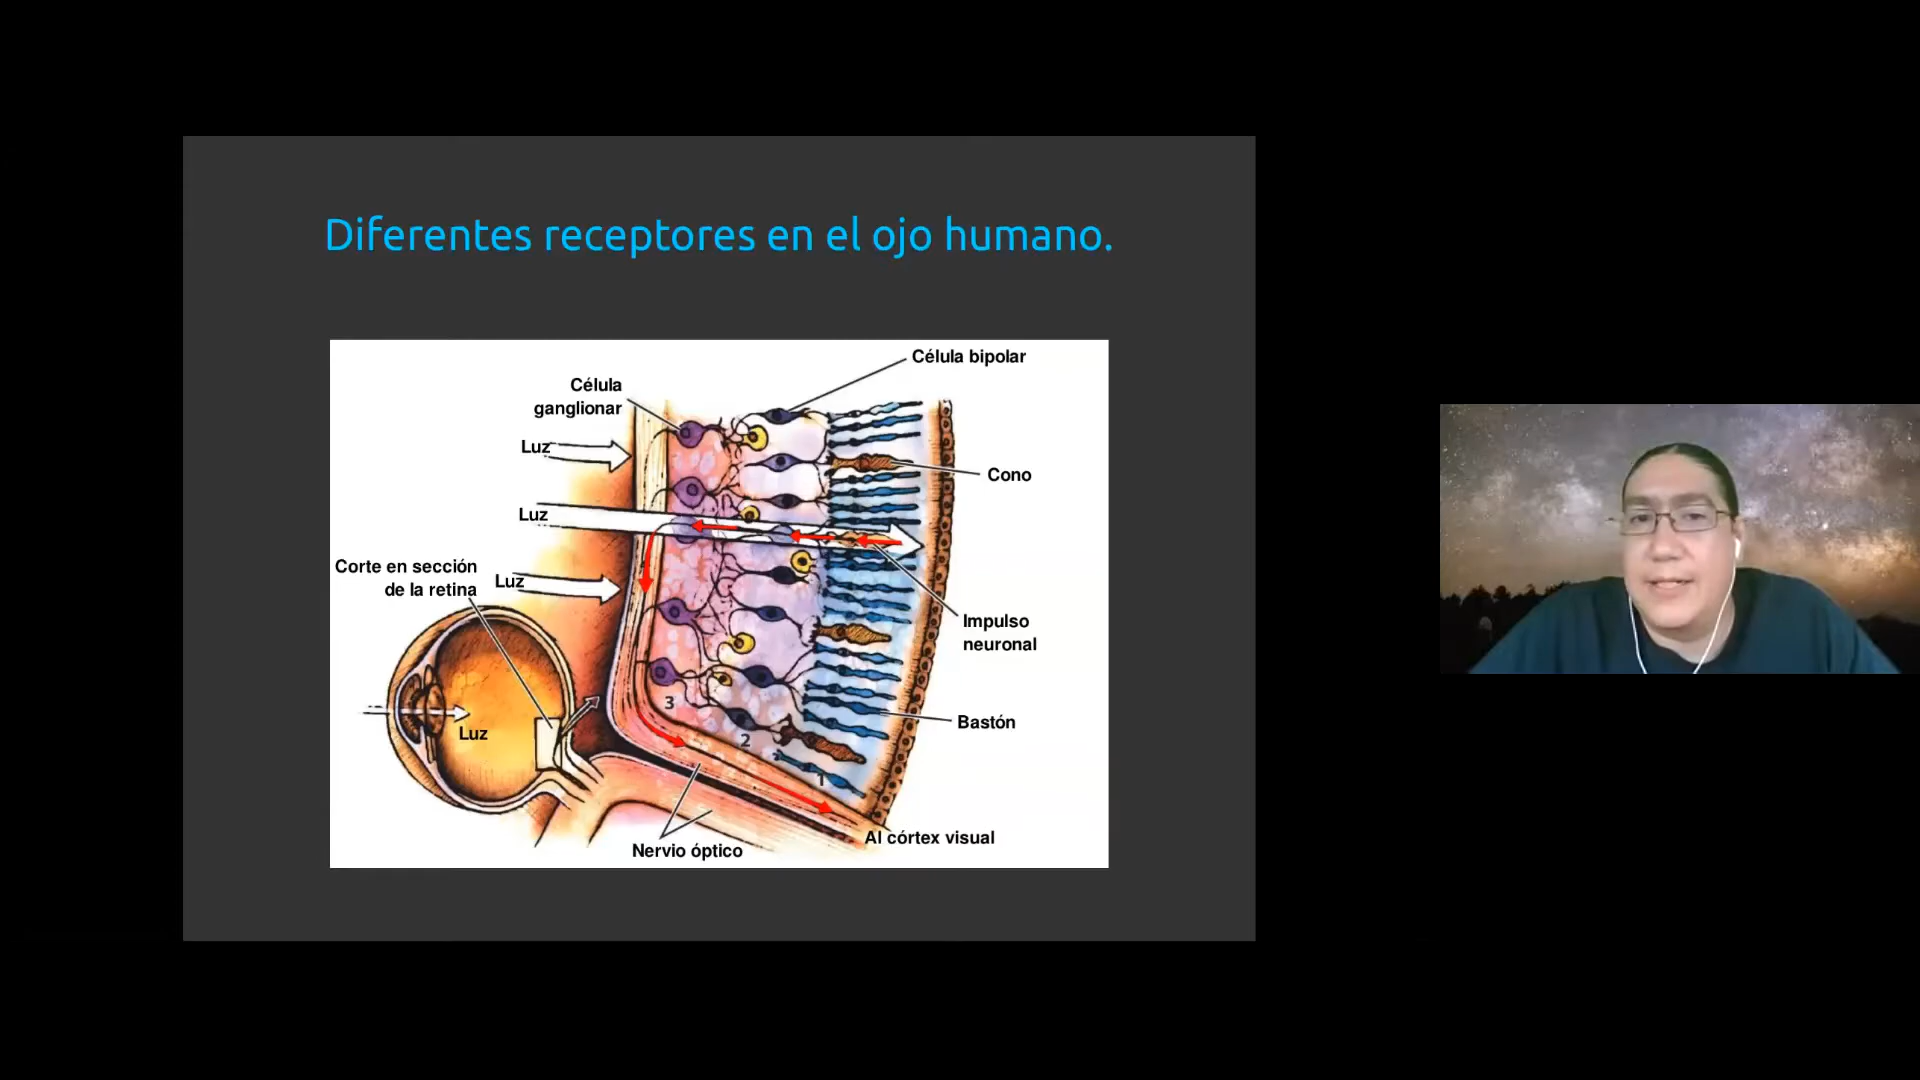 Diferentes receptores en el ojo humano.
Célula bipolar
Célula
ganglionar
Luz
Cono
Luz
Corte en sección
de la retina
Luz
Impulso
neuronal
3
Bastón
Luz
2
1
Al córtex visual
Nervio óptico